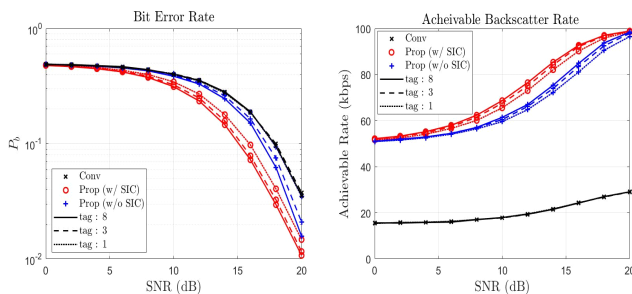 Bit Error Rate
10^0
10^-1
10^-2
P_b
Conv
Prop (w/ SIC)
Prop (w/o SIC)
tag : 8
tag : 3
tag : 1
0
5
10
15
20
SNR (dB)
Acheivable Backscatter Rate
100
80
60
40
20
0
Achievable Rate (kbps)
Conv
Prop (w/ SIC)
Prop (w/o SIC)
tag : 8
tag : 3
tag : 1
0
5
10
15
20
SNR (dB)